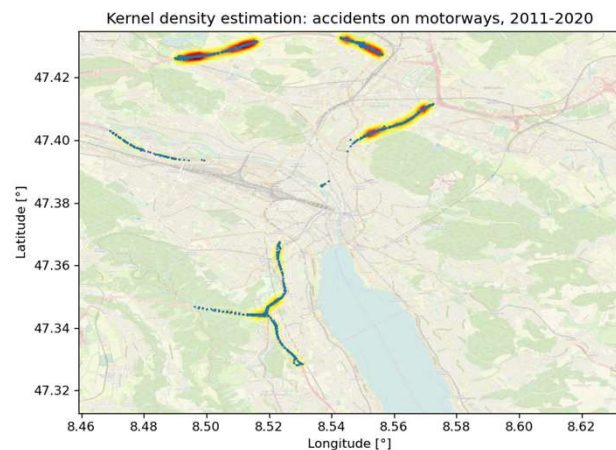 Kernel density estimation: accidents on motorways, 2011-2020
47.42
47.40
47.38
47.36
47.34
47.32
Latitude [°]
8.46 8.48 8.50 8.52 8.54 8.56 8.58 8.60 8.62
Longitude [°]